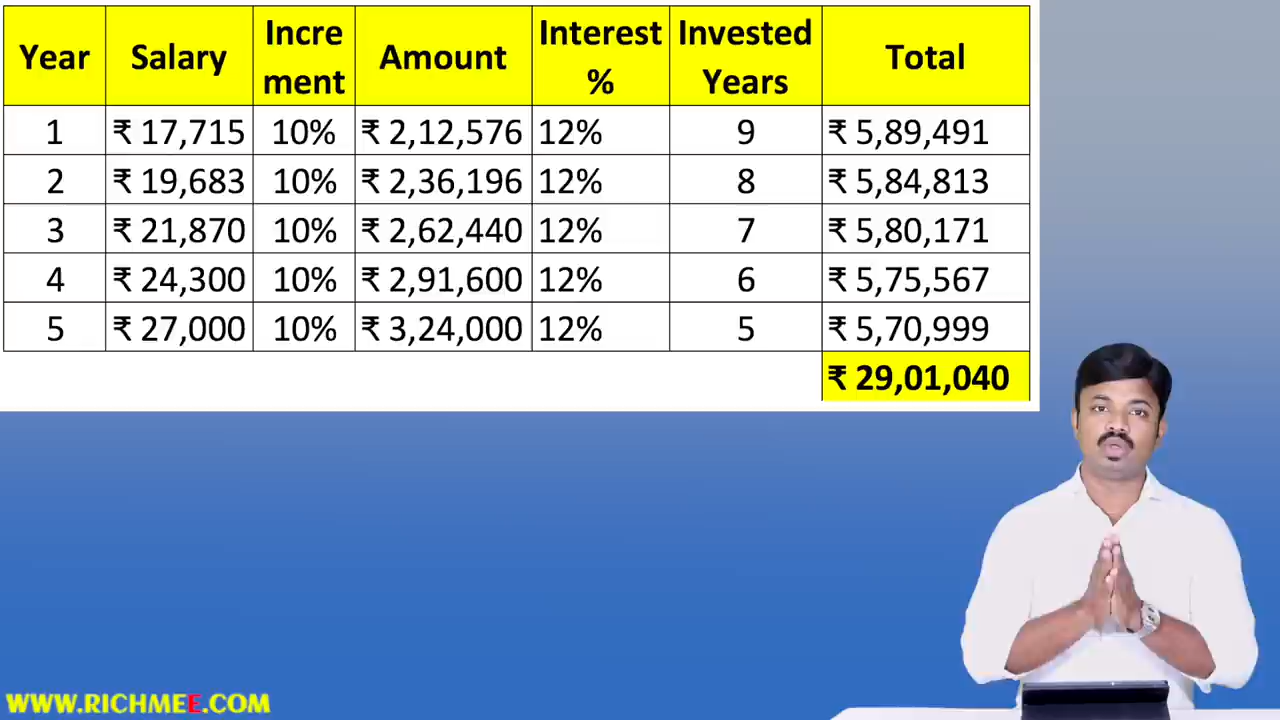 Year Salary Incre ment Amount Interest % Invested Years Total
1 ₹ 17,715 10% ₹ 2,12,576 12% 9 ₹ 5,89,491
2 ₹ 19,683 10% ₹ 2,36,196 12% 8 ₹ 5,84,813
3 ₹ 21,870 10% ₹ 2,62,440 12% 7 ₹ 5,80,171
4 ₹ 24,300 10% ₹ 2,91,600 12% 6 ₹ 5,75,567
5 ₹ 27,000 10% ₹ 3,24,000 12% 5 ₹ 5,70,999
₹ 29,01,040
WWW.RICHMEE.COM